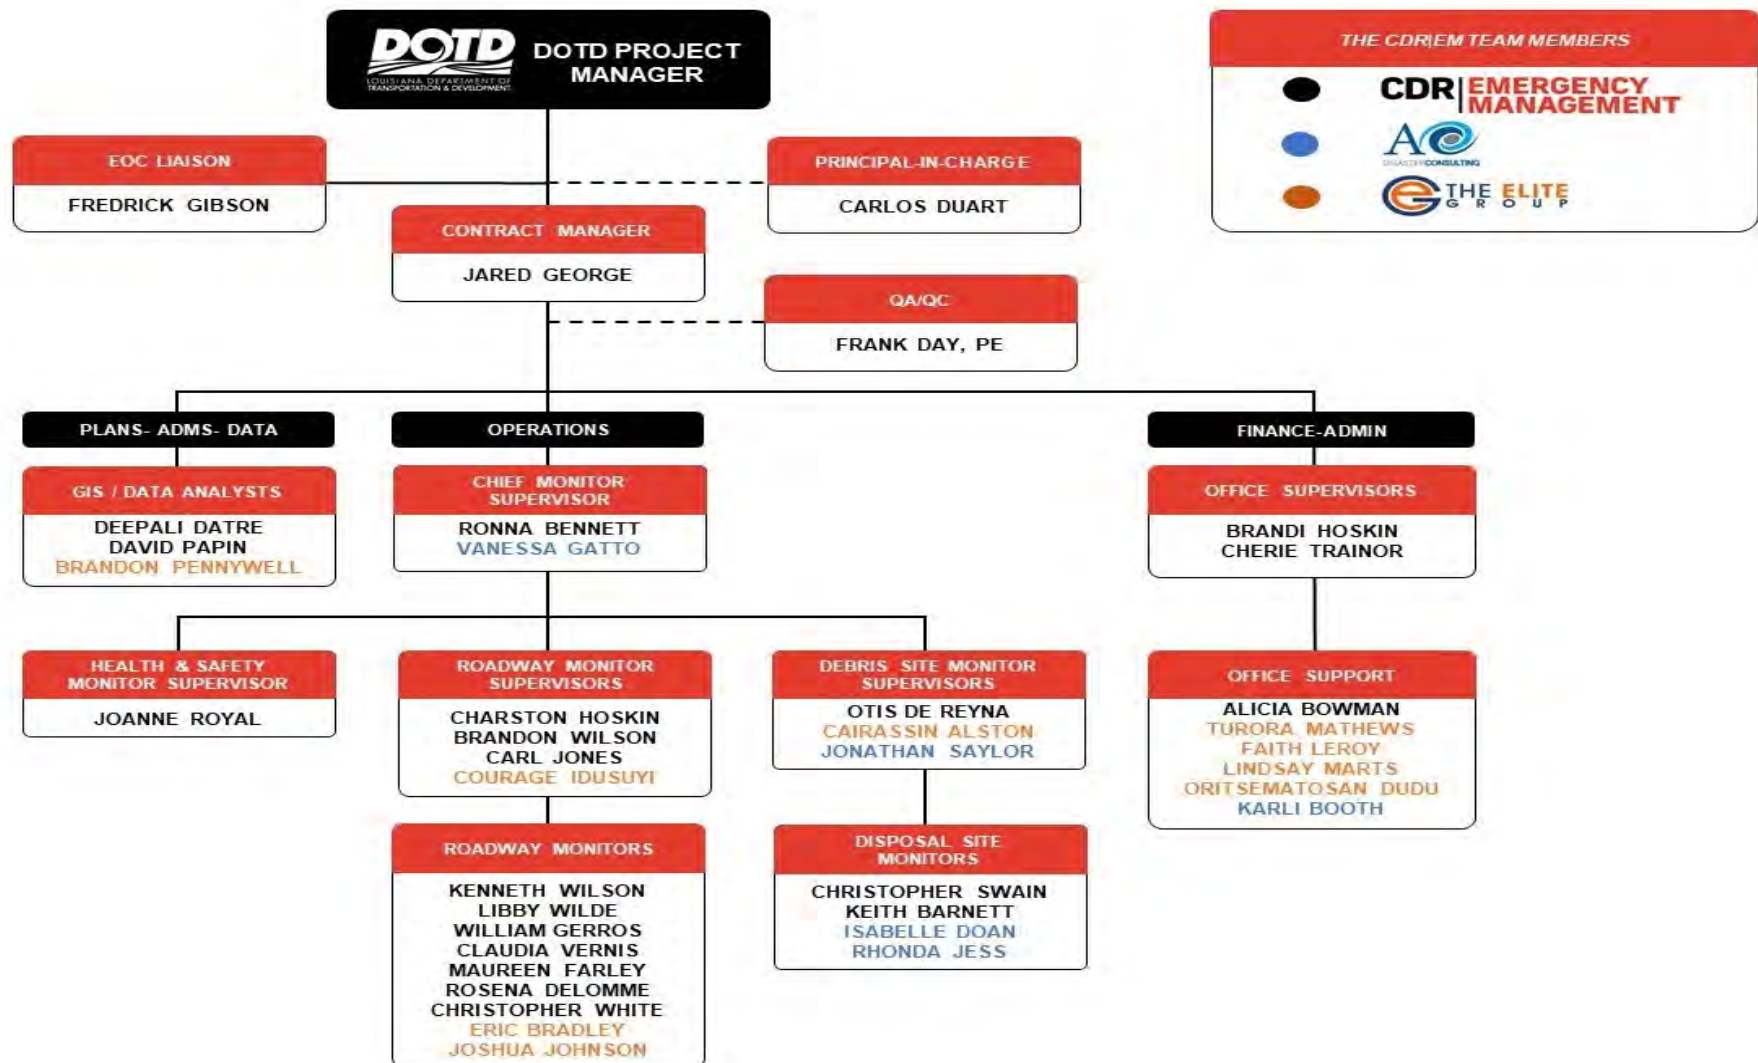 DOTD
LOUISIANA DEPARTMENT OF
TRANSPORTATION & DEVELOPMENT
DOTD PROJECT
MANAGER
THE CDR|EM TEAM MEMBERS
CDR|EMERGENCY
MANAGEMENT
AC
DISASTER CONSULTING
THE ELITE
GROUP
EOC LIAISON
FREDRICK GIBSON
PRINCIPAL-IN-CHARGE
CARLOS DUART
CONTRACT MANAGER
JARED GEORGE
QA/QC
FRANK DAY, PE
PLANS- ADMS- DATA
OPERATIONS
FINANCE-ADMIN
GIS / DATA ANALYSTS
DEEPALI DATRE
DAVID PAPIN
BRANDON PENNYWELL
CHIEF MONITOR
SUPERVISOR
RONNA BENNETT
VANESSA GATTO
OFFICE SUPERVISORS
BRANDI HOSKIN
CHERIE TRAINOR
HEALTH & SAFETY
MONITOR SUPERVISOR
JOANNE ROYAL
ROADWAY MONITOR
SUPERVISORS
CHARSTON HOSKIN
BRANDON WILSON
CARL JONES
COURAGE IDUSUYI
DEBRIS SITE MONITOR
SUPERVISORS
OTIS DE REYNA
CAIRASSIN ALSTON
JONATHAN SAYLOR
OFFICE SUPPORT
ALICIA BOWMAN
TURORA MATHEWS
FAITH LEROY
LINDSAY MARTS
ORITSEMATOSAN DUDU
KARLI BOOTH
ROADWAY MONITORS
KENNETH WILSON
LIBBY WILDE
WILLIAM GERROS
CLAUDIA VERNIS
MAUREEN FARLEY
ROSENA DELOMME
CHRISTOPHER WHITE
ERIC BRADLEY
JOSHUA JOHNSON
DISPOSAL SITE
MONITORS
CHRISTOPHER SWAIN
KEITH BARNETT
ISABELLE DOAN
RHONDA JESS